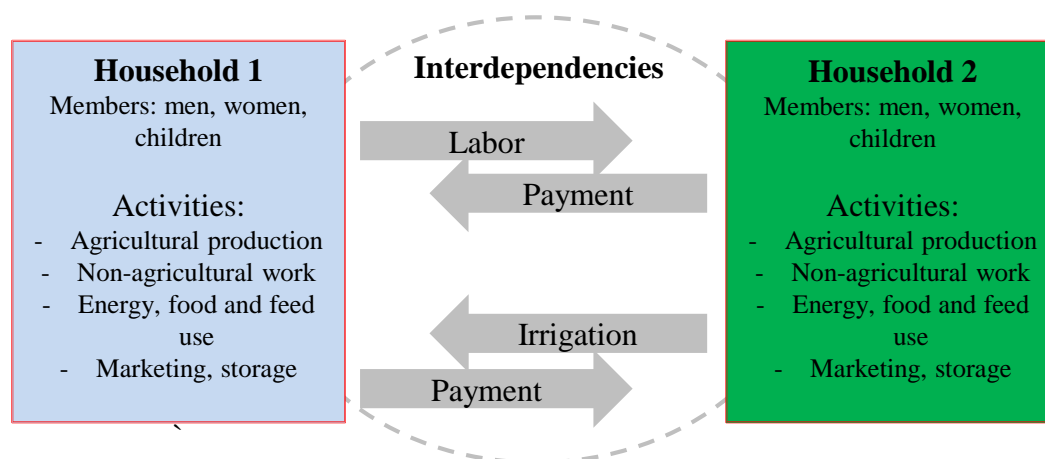 Household 1
Members: men, women,
children
Activities:
- Agricultural production
- Non-agricultural work
- Energy, food and feed
use
- Marketing, storage
`
Interdependencies
Labor
Payment
Irrigation
Payment
Household 2
Members: men, women,
children
Activities:
- Agricultural production
- Non-agricultural work
- Energy, food and feed
use
- Marketing, storage